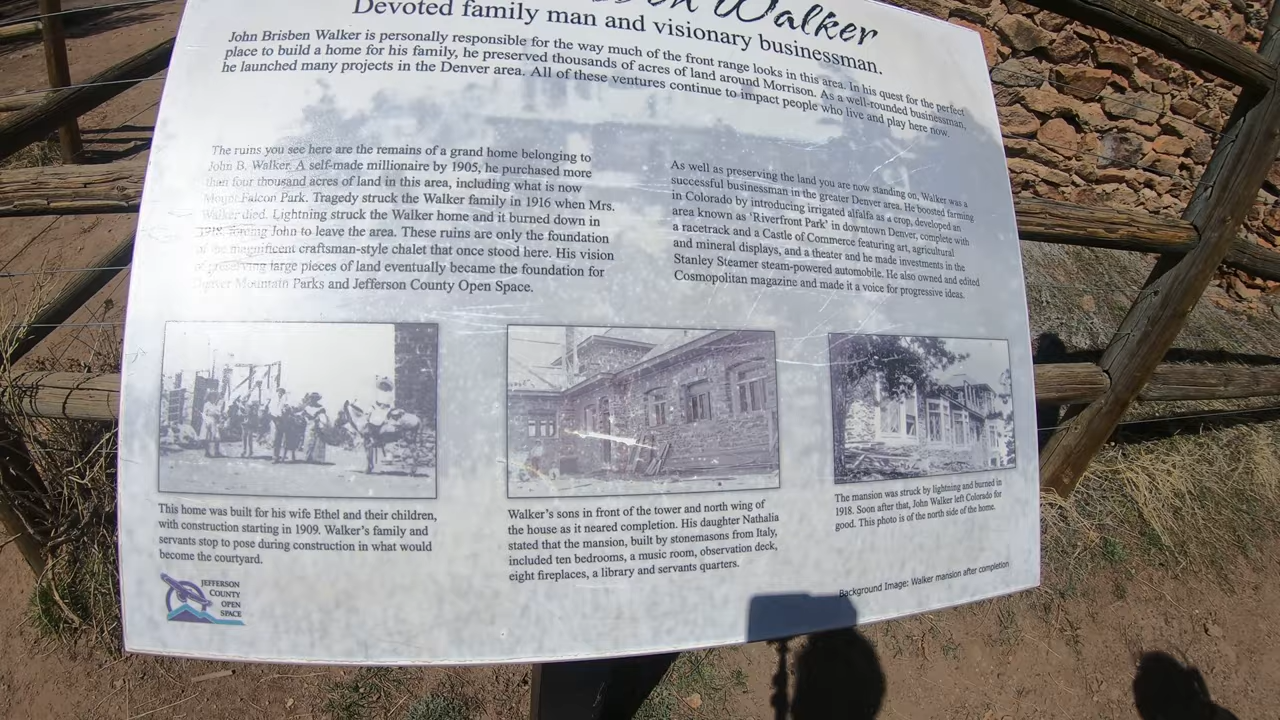 Walker
Devoted family man and visionary businessman.
John Brisben Walker is personally responsible for the way much of the front range looks in this area. In his quest for the perfect
place to build a home for his family, he preserved thousands of acres of land around Morrison. As a well-rounded businessman,
he launched many projects in the Denver area. All of these ventures continue to impact people who live and play here now.
The ruins you see here are the remains of a grand home belonging to
John B. Walker. A self-made millionaire by 1905, he purchased more
than four thousand acres of land in this area, including what is now
Mount Falcon Park. Tragedy struck the Walker family in 1916 when Mrs.
Walker died. Lightning struck the Walker home and it burned down in
1918, forcing John to leave the area. These ruins are only the foundation
of the magnificent craftsman-style chalet that once stood here. His vision
of preserving large pieces of land eventually became the foundation for
Denver Mountain Parks and Jefferson County Open Space.
As well as preserving the land you are now standing on, Walker was a
successful businessman in the greater Denver area. He boosted farming
in Colorado by introducing irrigated alfalfa as a crop, developed an
area known as 'Riverfront Park' in downtown Denver, complete with
a racetrack and a Castle of Commerce featuring art, agricultural
and mineral displays, and a theater and he made investments in the
Stanley Steamer steam-powered automobile. He also owned and edited
Cosmopolitan magazine and made it a voice for progressive ideas.
This home was built for his wife Ethel and their children,
with construction starting in 1909. Walker's family and
servants stop to pose during construction in what would
become the courtyard.
Walker's sons in front of the tower and north wing of
the house as it neared completion. His daughter Nathalia
stated that the mansion, built by stonemasons from Italy,
included ten bedrooms, a music room, observation deck,
eight fireplaces, a library and servants quarters.
The mansion was struck by lightning and burned in
1918. Soon after that, John Walker left Colorado for
good. This photo is of the north side of the home.
Background Image: Walker mansion after completion
JEFFERSON
COUNTY
OPEN
SPACE